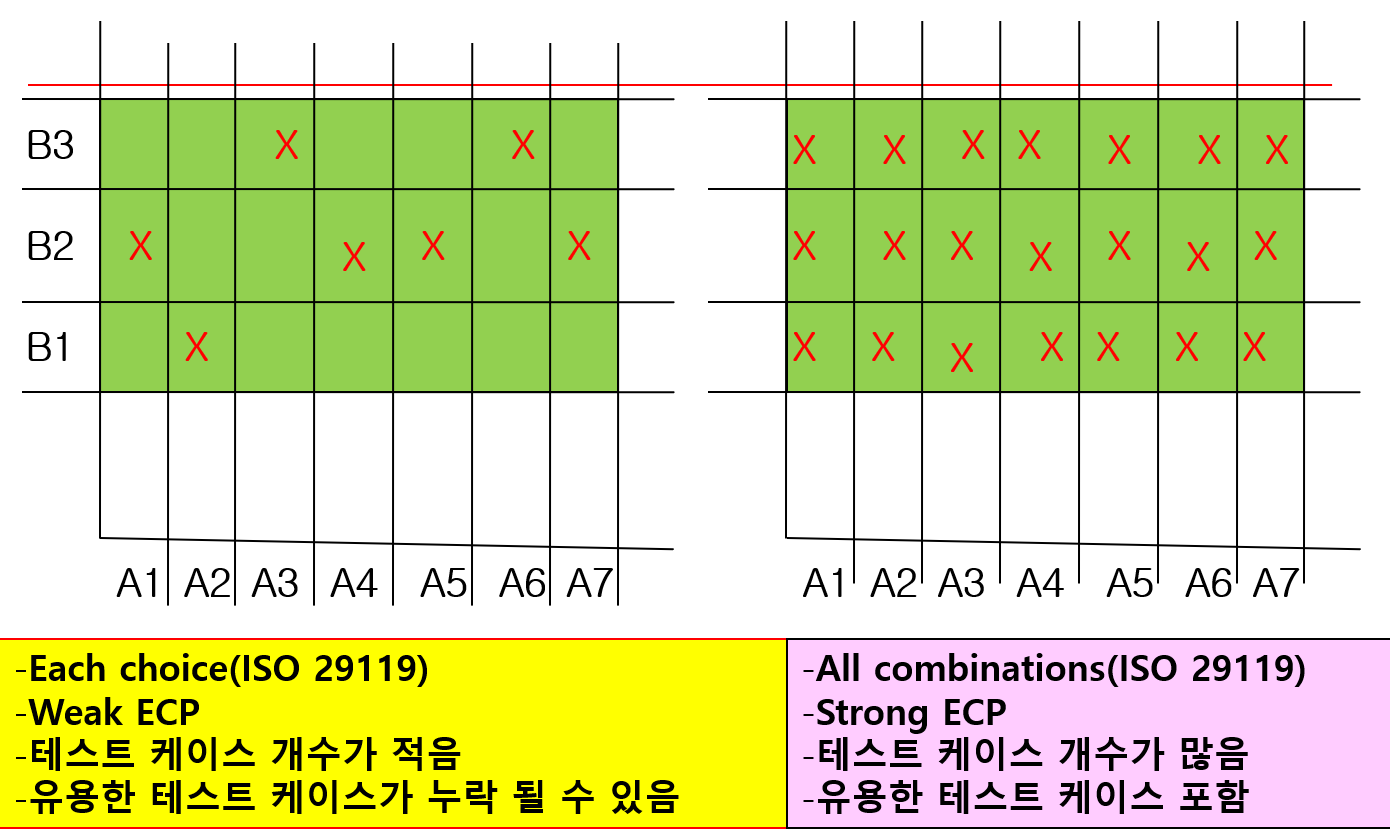 B3 X X X X X X X X X
B2 X X X X X X X X X X X
B1 X X X X X X X X
A1 A2 A3 A4 A5 A6 A7 A1 A2 A3 A4 A5 A6 A7
-Each choice(ISO 29119)
-Weak ECP
-테스트 케이스 개수가 적음
-유용한 테스트 케이스가 누락 될 수 있음
-All combinations(ISO 29119)
-Strong ECP
-테스트 케이스 개수가 많음
-유용한 테스트 케이스 포함